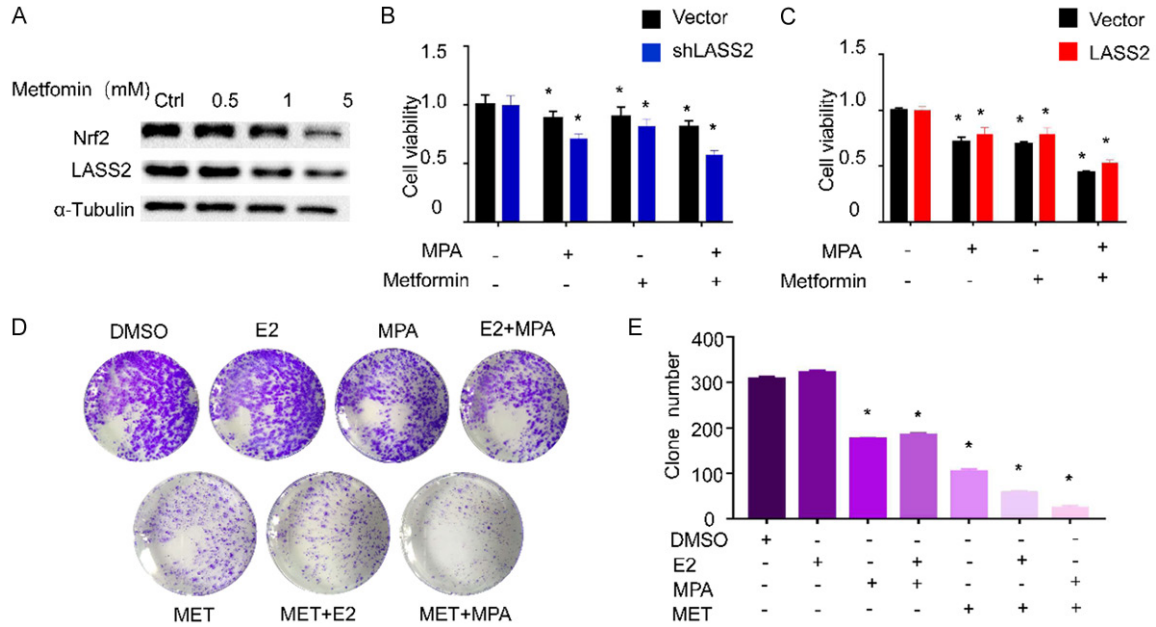 A
Metfomin (mM) Ctrl 0.5 1 5
Nrf2
LASS2
α-Tubulin
B
Vector
shLASS2
Cell viability
1.5
1.0
0.5
0
* * * * * *
MPA - + - +
Metformin - - + +
C
Vector
LASS2
Cell viability
1.5
1.0
0.5
0
* * * * * *
MPA - + - +
Metformin - - + +
D
DMSO E2 MPA E2+MPA
MET MET+E2 MET+MPA
E
Clone number
400
300
200
100
0
* * * * *
DMSO + - - - - - -
E2 - + - + - + -
MPA - - + + - - +
MET - - - - + + +